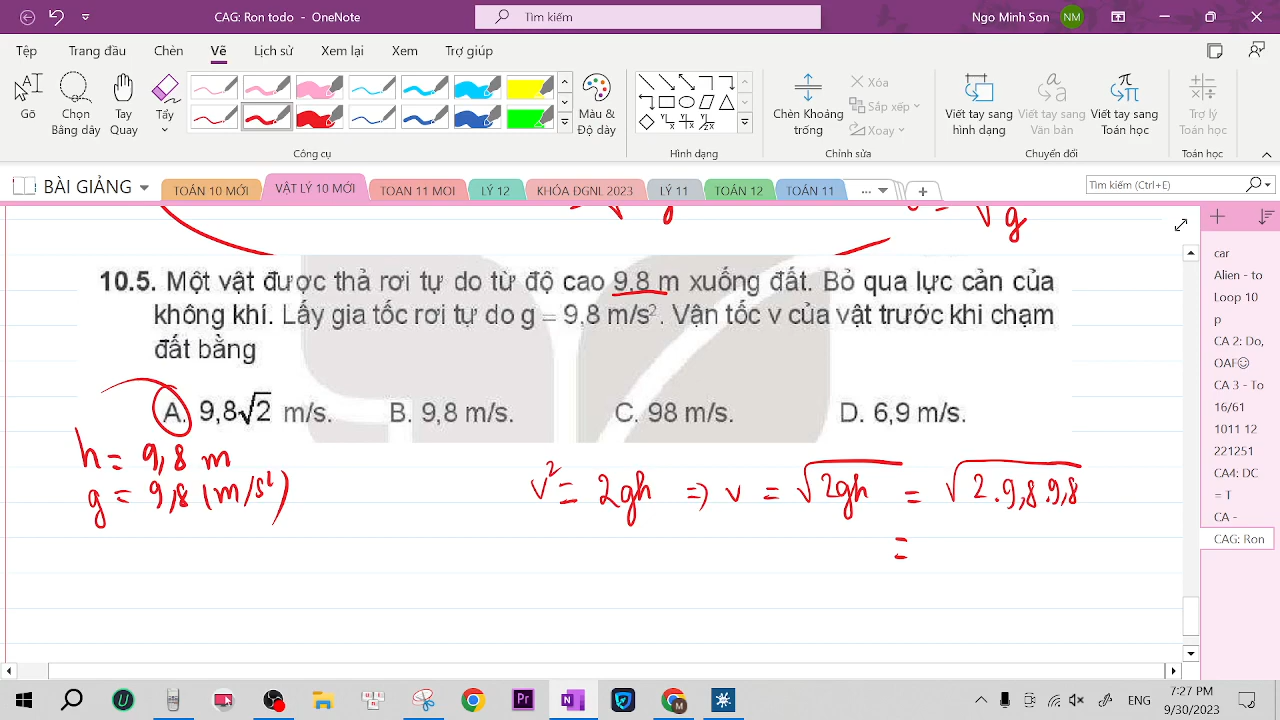 CAG: Ron todo - OneNote
Tìm kiếm
Ngo Minh Son
NM
Tệp Trang đầu Chèn Vẽ Lịch sử Xem lại Xem Trợ giúp
Gõ
Chọn Bằng dây
Tay Quay
Tẩy
Màu & Độ dày
Chèn Khoảng trống
Xóa
Sắp xếp
Xoay
Viết tay sang hình dạng
Viết tay sang Văn bản
Viết tay sang Toán học
Trợ lý Toán học
Công cụ Hình dạng Chỉnh sửa Chuyển đổi Toán học
BÀI GIẢNG TOÁN 10 MỚI VẬT LÝ 10 MỚI TOAN 11 MOI LÝ 12 KHÓA DGNL 2023 LÝ 11 TOÁN 12 TOÁN 11 ... + Tìm kiếm (Ctrl+E)
10.5. Một vật được thả rơi tự do từ độ cao 9,8 m xuống đất. Bỏ qua lực cản của
không khí. Lấy gia tốc rơi tự do g = 9,8 m/s². Vận tốc v của vật trước khi chạm
đất bằng
A. 9,8√2 m/s. B. 9,8 m/s. C. 98 m/s. D. 6,9 m/s.
h = 9,8 m
g = 9,8 (m/s²)
v² = 2gh => v = √2gh = √2.9,8.9,8
=
car
Alien - to
Loop 10
p
CA 2: Do,
OAF☺
CA 3 - To
16/61
1011 12
221251
CA4: DC
= T
CA -
CAG: Ron
ENG
7:27 PM
9/30/2023